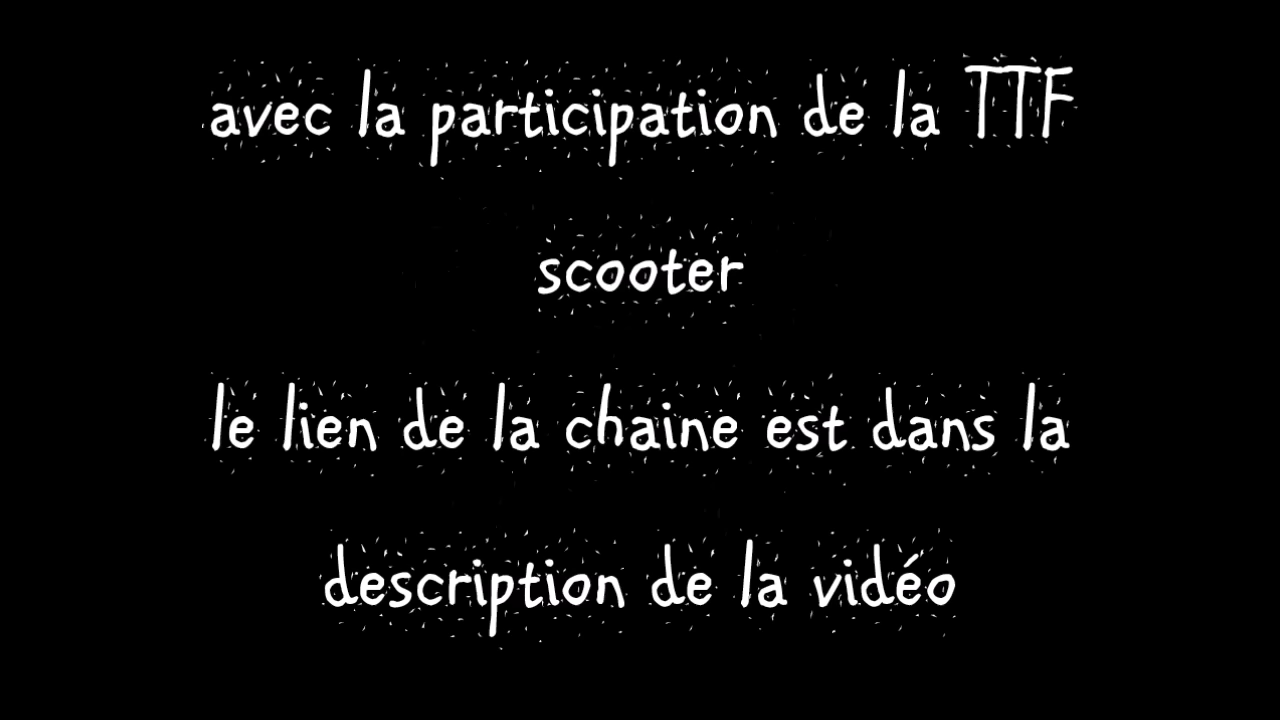 avec la participation de la TTF
scooter
le lien de la chaine est dans la
description de la vidéo